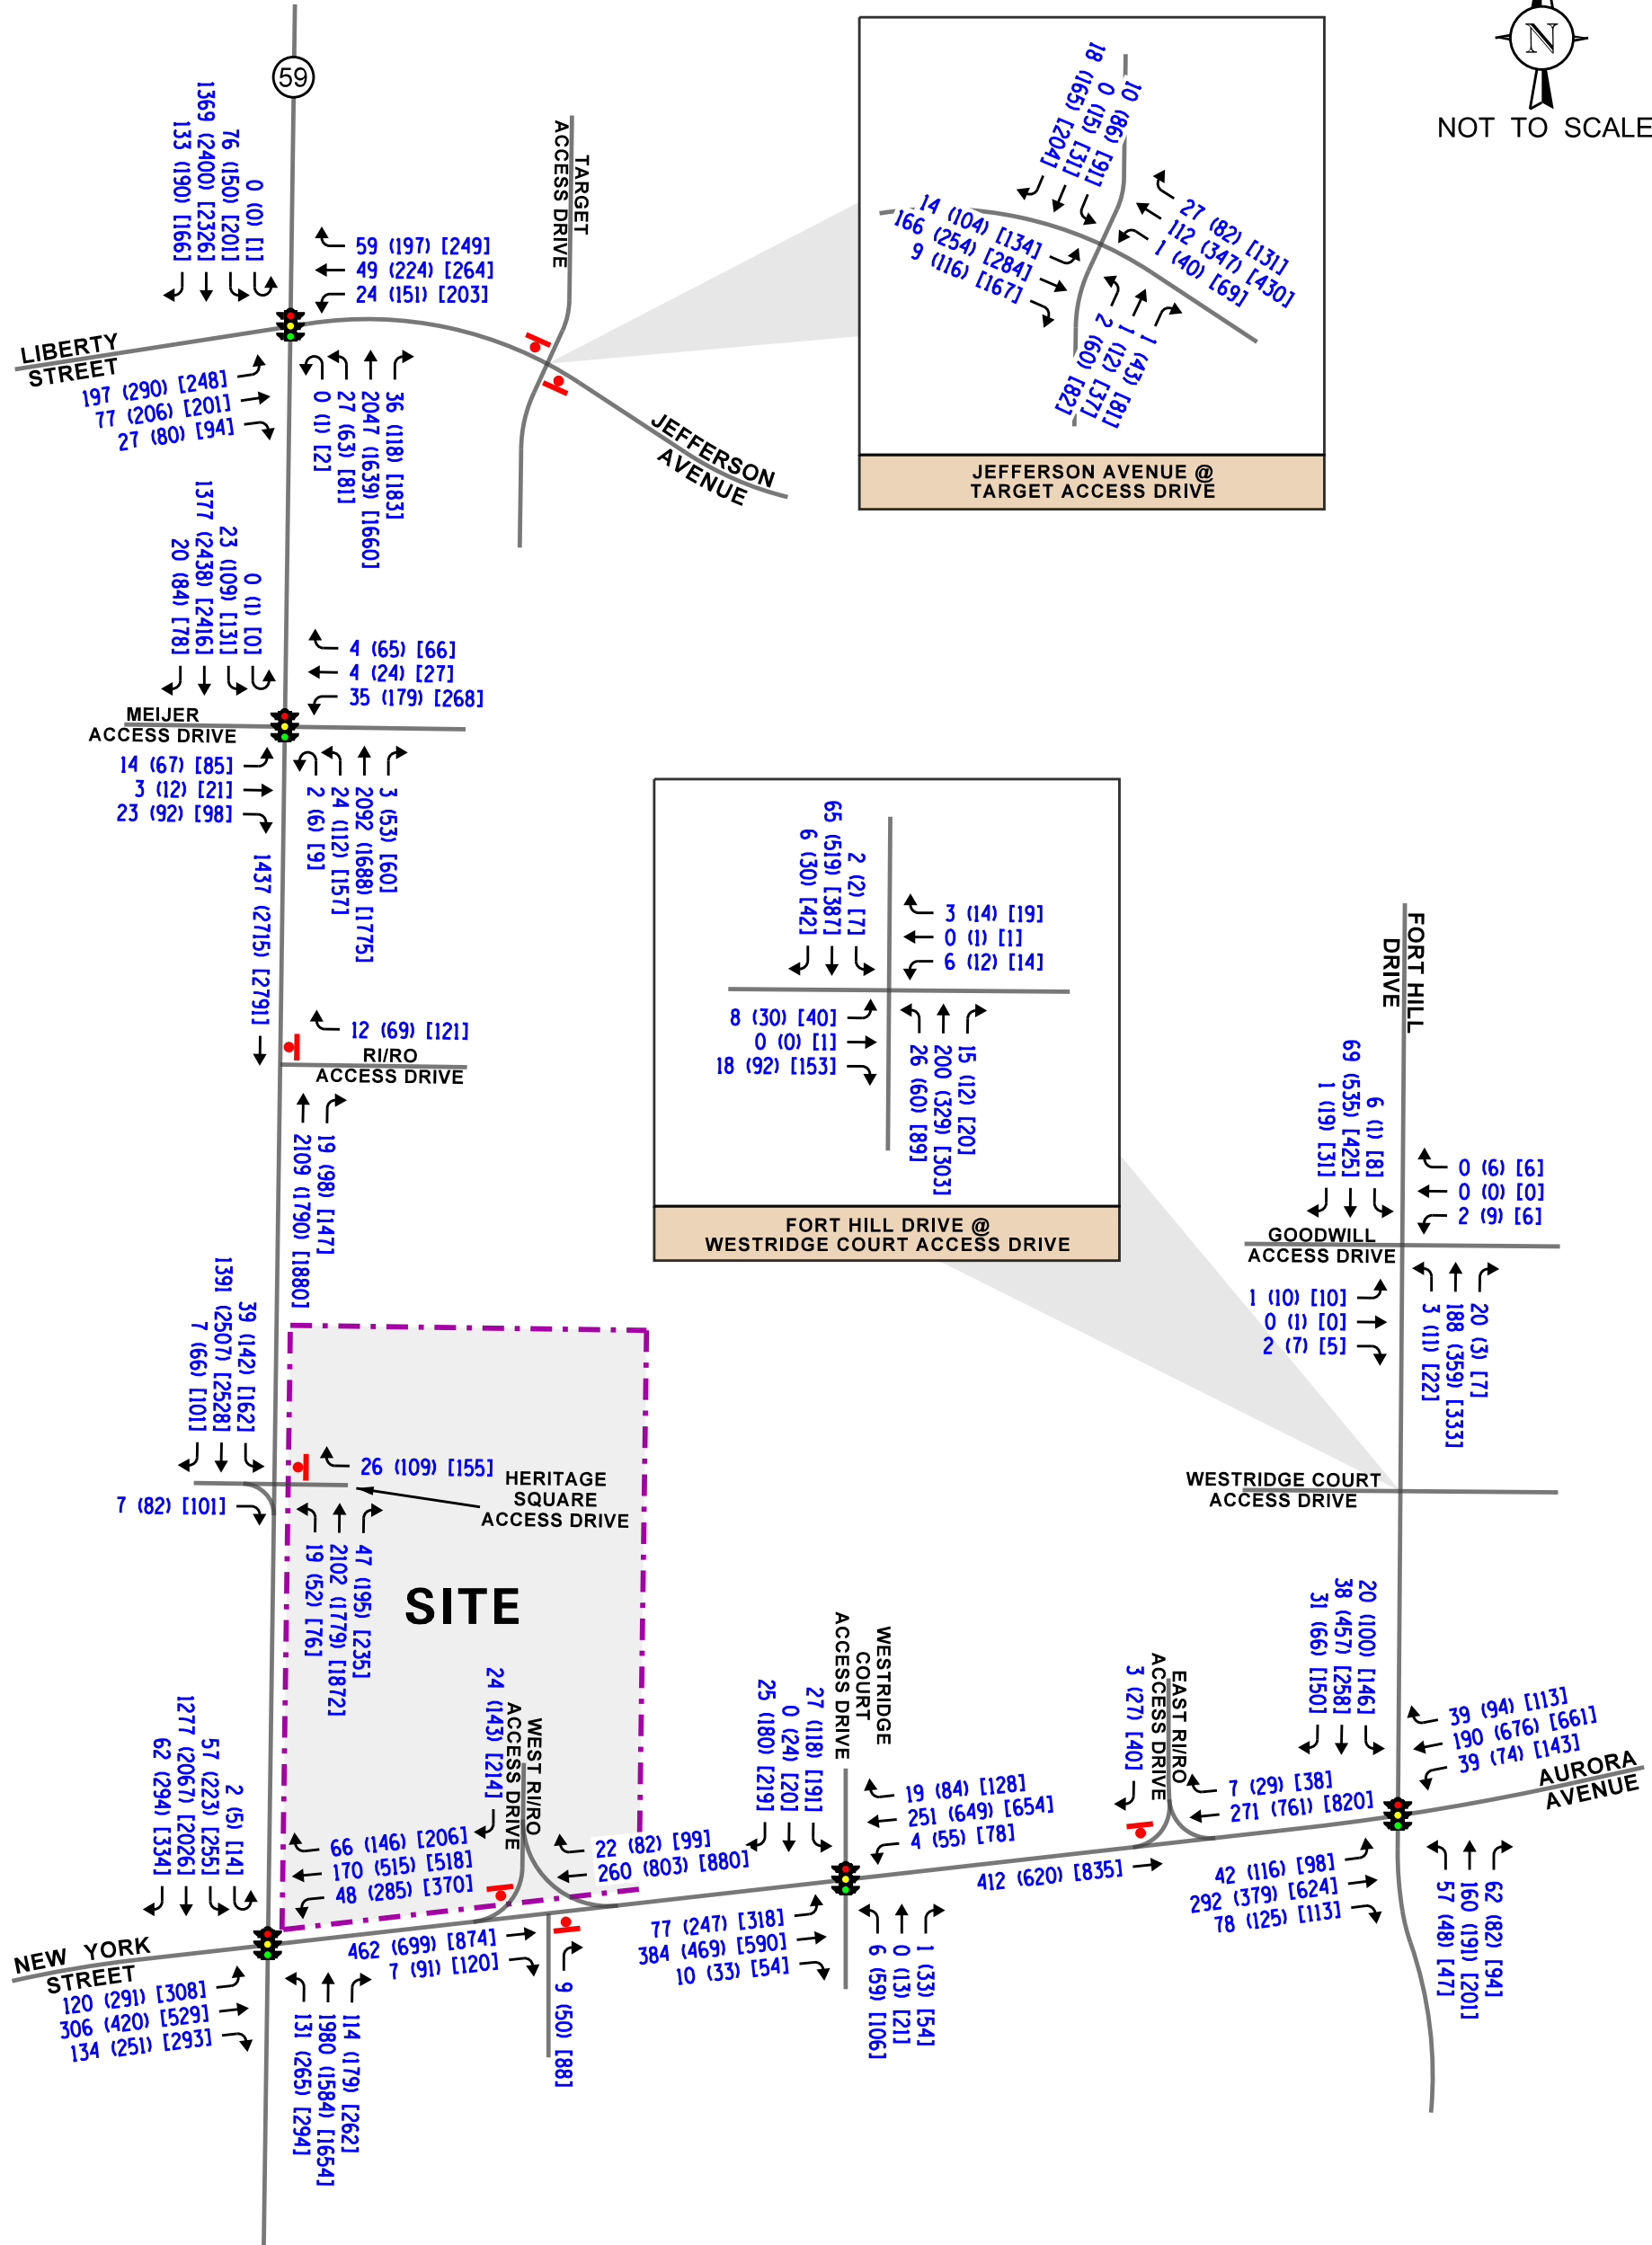 59
N
NOT TO SCALE
1369 (2400) [2326]
133 (190) [166]
76 (150) [201]
0 (0) [1]
59 (197) [249]
49 (224) [264]
24 (151) [203]
TARGET
ACCESS DRIVE
LIBERTY
STREET
197 (290) [248]
77 (206) [201]
27 (80) [94]
0 (1) [2]
27 (63) [81]
2047 (1639) [1660]
36 (118) [183]
JEFFERSON
AVENUE
18 (165) [204]
0 (15) [31]
10 (86) [91]
27 (82) [131]
112 (347) [430]
1 (40) [69]
14 (104) [134]
166 (254) [284]
9 (116) [167]
2 (60) [82]
1 (12) [37]
1 (43) [81]
JEFFERSON AVENUE @
TARGET ACCESS DRIVE
20 (84) [78]
1377 (2438) [2416]
23 (109) [131]
0 (1) [0]
4 (65) [66]
4 (24) [27]
35 (179) [268]
MEIJER
ACCESS DRIVE
14 (67) [85]
3 (12) [21]
23 (92) [98]
2 (6) [9]
24 (112) [157]
2092 (1688) [1775]
3 (53) [60]
1437 (2715) [2791]
12 (69) [121]
RI/RO
ACCESS DRIVE
2109 (1790) [1880]
19 (98) [147]
6 (30) [42]
65 (519) [387]
2 (2) [7]
3 (14) [19]
0 (1) [1]
6 (12) [14]
8 (30) [40]
0 (0) [1]
18 (92) [153]
26 (60) [89]
200 (329) [303]
15 (12) [20]
FORT HILL DRIVE @
WESTRIDGE COURT ACCESS DRIVE
FORT HILL
DRIVE
1 (19) [31]
69 (535) [425]
6 (1) [8]
0 (6) [6]
0 (0) [0]
2 (9) [6]
GOODWILL
ACCESS DRIVE
1 (10) [10]
0 (1) [0]
2 (7) [5]
3 (11) [22]
188 (359) [333]
20 (3) [7]
7 (66) [101]
1391 (2507) [2528]
39 (142) [162]
26 (109) [155]
HERITAGE
SQUARE
ACCESS DRIVE
7 (82) [101]
19 (52) [76]
2102 (1779) [1872]
47 (195) [235]
SITE
WESTRIDGE COURT
ACCESS DRIVE
62 (294) [334]
1277 (2067) [2026]
57 (223) [255]
2 (5) [14]
24 (143) [214]
WEST RI/RO
ACCESS DRIVE
66 (146) [206]
170 (515) [518]
48 (285) [370]
22 (82) [99]
260 (803) [880]
NEW YORK
STREET
120 (291) [308]
306 (420) [529]
134 (251) [293]
131 (265) [294]
1980 (1584) [1654]
114 (179) [262]
462 (699) [874]
7 (91) [120]
9 (50) [88]
25 (180) [219]
0 (24) [20]
27 (118) [191]
WESTRIDGE
COURT
ACCESS DRIVE
19 (84) [128]
251 (649) [654]
4 (55) [78]
77 (247) [318]
384 (469) [590]
10 (33) [54]
6 (59) [106]
0 (13) [21]
1 (33) [54]
3 (27) [40]
EAST RI/RO
ACCESS DRIVE
7 (29) [38]
271 (761) [820]
412 (620) [835]
31 (66) [150]
38 (457) [258]
20 (100) [146]
39 (94) [113]
190 (676) [661]
39 (74) [143]
AURORA
AVENUE
42 (116) [98]
292 (379) [624]
78 (125) [113]
57 (48) [47]
160 (191) [201]
62 (82) [94]